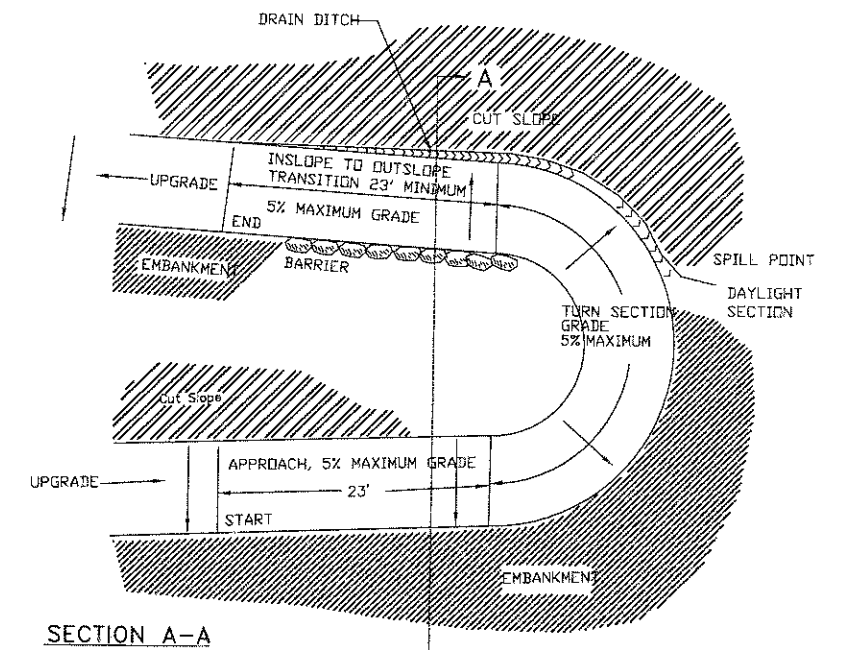 DRAIN DITCH
A
CUT SLOPE
INSLOPE TO OUTSLOPE
TRANSITION 23' MINIMUM
UPGRADE
5% MAXIMUM GRADE
END
EMBANKMENT
BARRIER
SPILL POINT
DAYLIGHT
SECTION
TURN SECTION
GRADE
5% MAXIMUM
Cut Slope
APPROACH, 5% MAXIMUM GRADE
UPGRADE
23'
START
EMBANKMENT
SECTION A-A